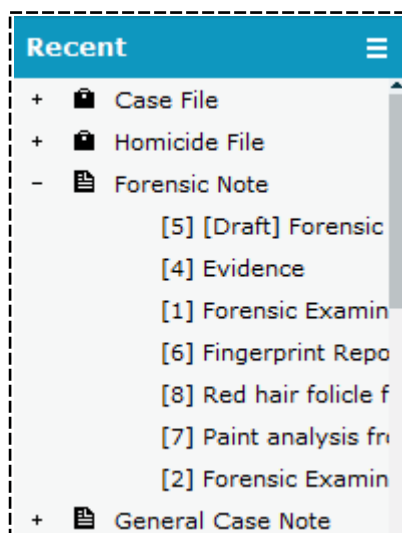 Recent
+ Case File
+ Homicide File
- Forensic Note
[5] [Draft] Forensic
[4] Evidence
[1] Forensic Examin
[6] Fingerprint Repo
[8] Red hair folicle f
[7] Paint analysis fr
[2] Forensic Examin
+ General Case Note